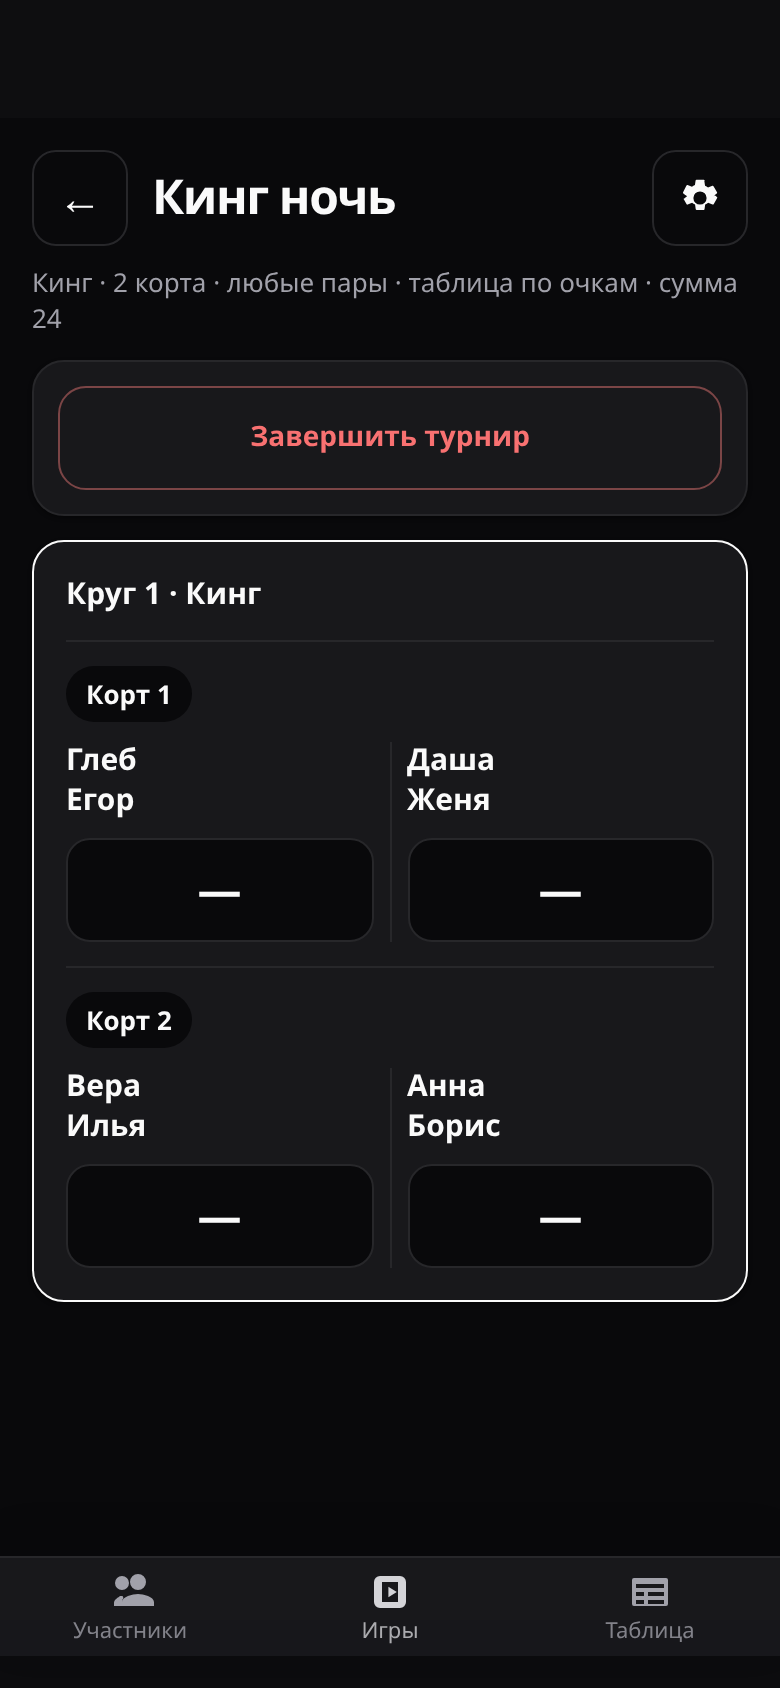 ← Кинг ночь
Кинг · 2 корта · любые пары · таблица по очкам · сумма
24
Завершить турнир
Круг 1 · Кинг
Корт 1
Глеб
Егор
Даша
Женя
—
—
Корт 2
Вера
Илья
Анна
Борис
—
—
Участники
Игры
Таблица